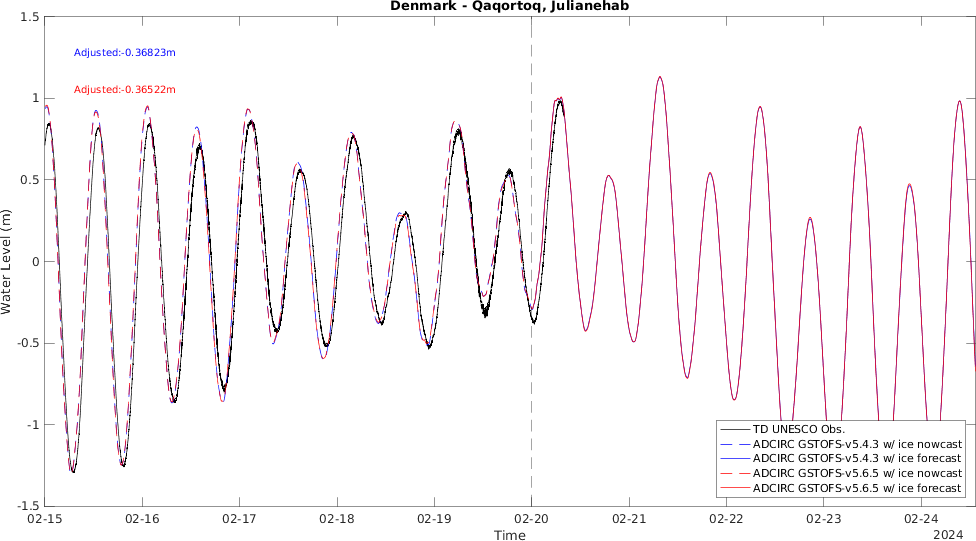 Denmark - Qaqortoq, Julianehab
1.5
Adjusted:-0.36823m
Adjusted:-0.36522m
1
0.5
0
-0.5
-1
-1.5
Water Level (m)
TD UNESCO Obs.
ADCIRC GSTOFS-v5.4.3 w/ ice nowcast
ADCIRC GSTOFS-v5.4.3 w/ ice forecast
ADCIRC GSTOFS-v5.6.5 w/ ice nowcast
ADCIRC GSTOFS-v5.6.5 w/ ice forecast
02-15 02-16 02-17 02-18 02-19 02-20 02-21 02-22 02-23 02-24
Time
2024